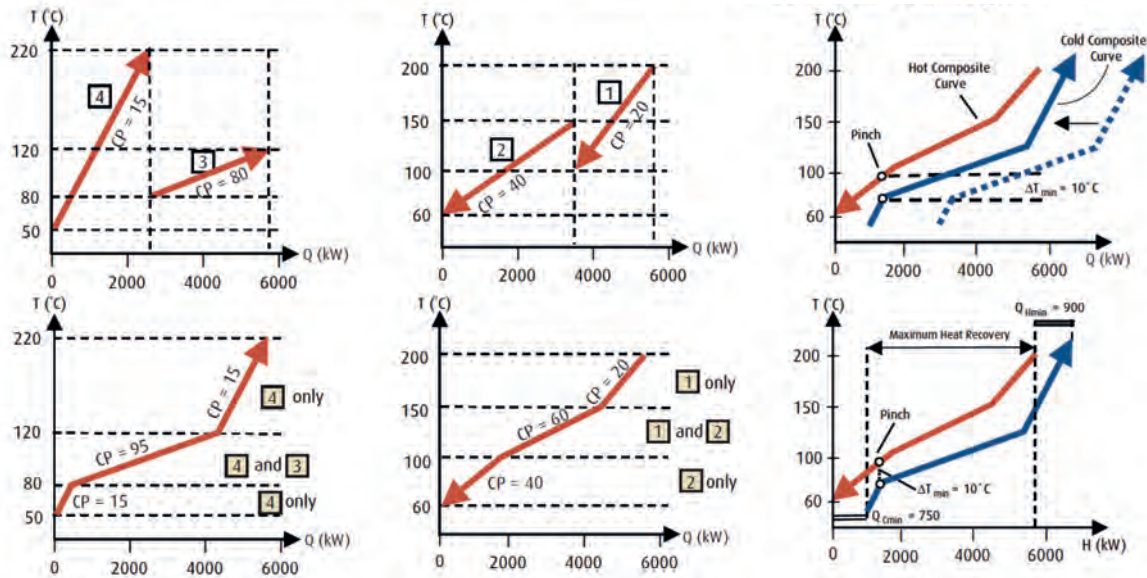 T (°C)
220
120
80
50
4
CP = 15
3
CP = 80
0
2000
4000
6000
Q (kW)
T (°C)
200
150
100
60
1
CP = 20
2
CP = 40
0
2000
4000
6000
Q (kW)
T (°C)
200
150
100
60
Hot Composite
Curve
Cold Composite
Curve
Pinch
ΔTmin = 10°C
0
2000
4000
6000
Q (kW)
T (°C)
220
120
80
50
CP = 15
4 only
CP = 95
4 and 3
CP = 15
4 only
0
2000
4000
6000
Q (kW)
T (°C)
200
150
100
60
CP = 20
1 only
CP = 60
1 and 2
CP = 40
2 only
0
2000
4000
6000
Q (kW)
T (°C)
200
150
100
60
QHmin = 900
Maximum Heat Recovery
Pinch
ΔTmin = 10°C
QCmin = 750
0
2000
4000
6000
H (kW)